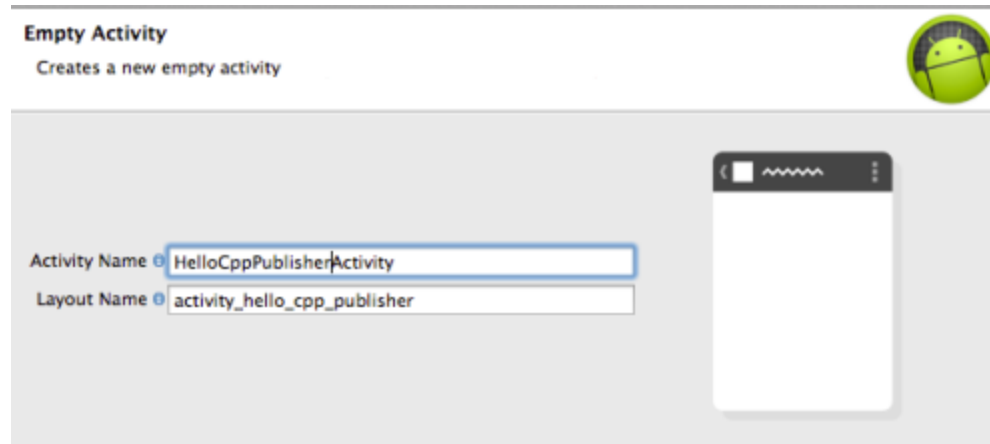 Empty Activity
Creates a new empty activity
Activity Name HelloCppPublisherActivity
Layout Name activity_hello_cpp_publisher